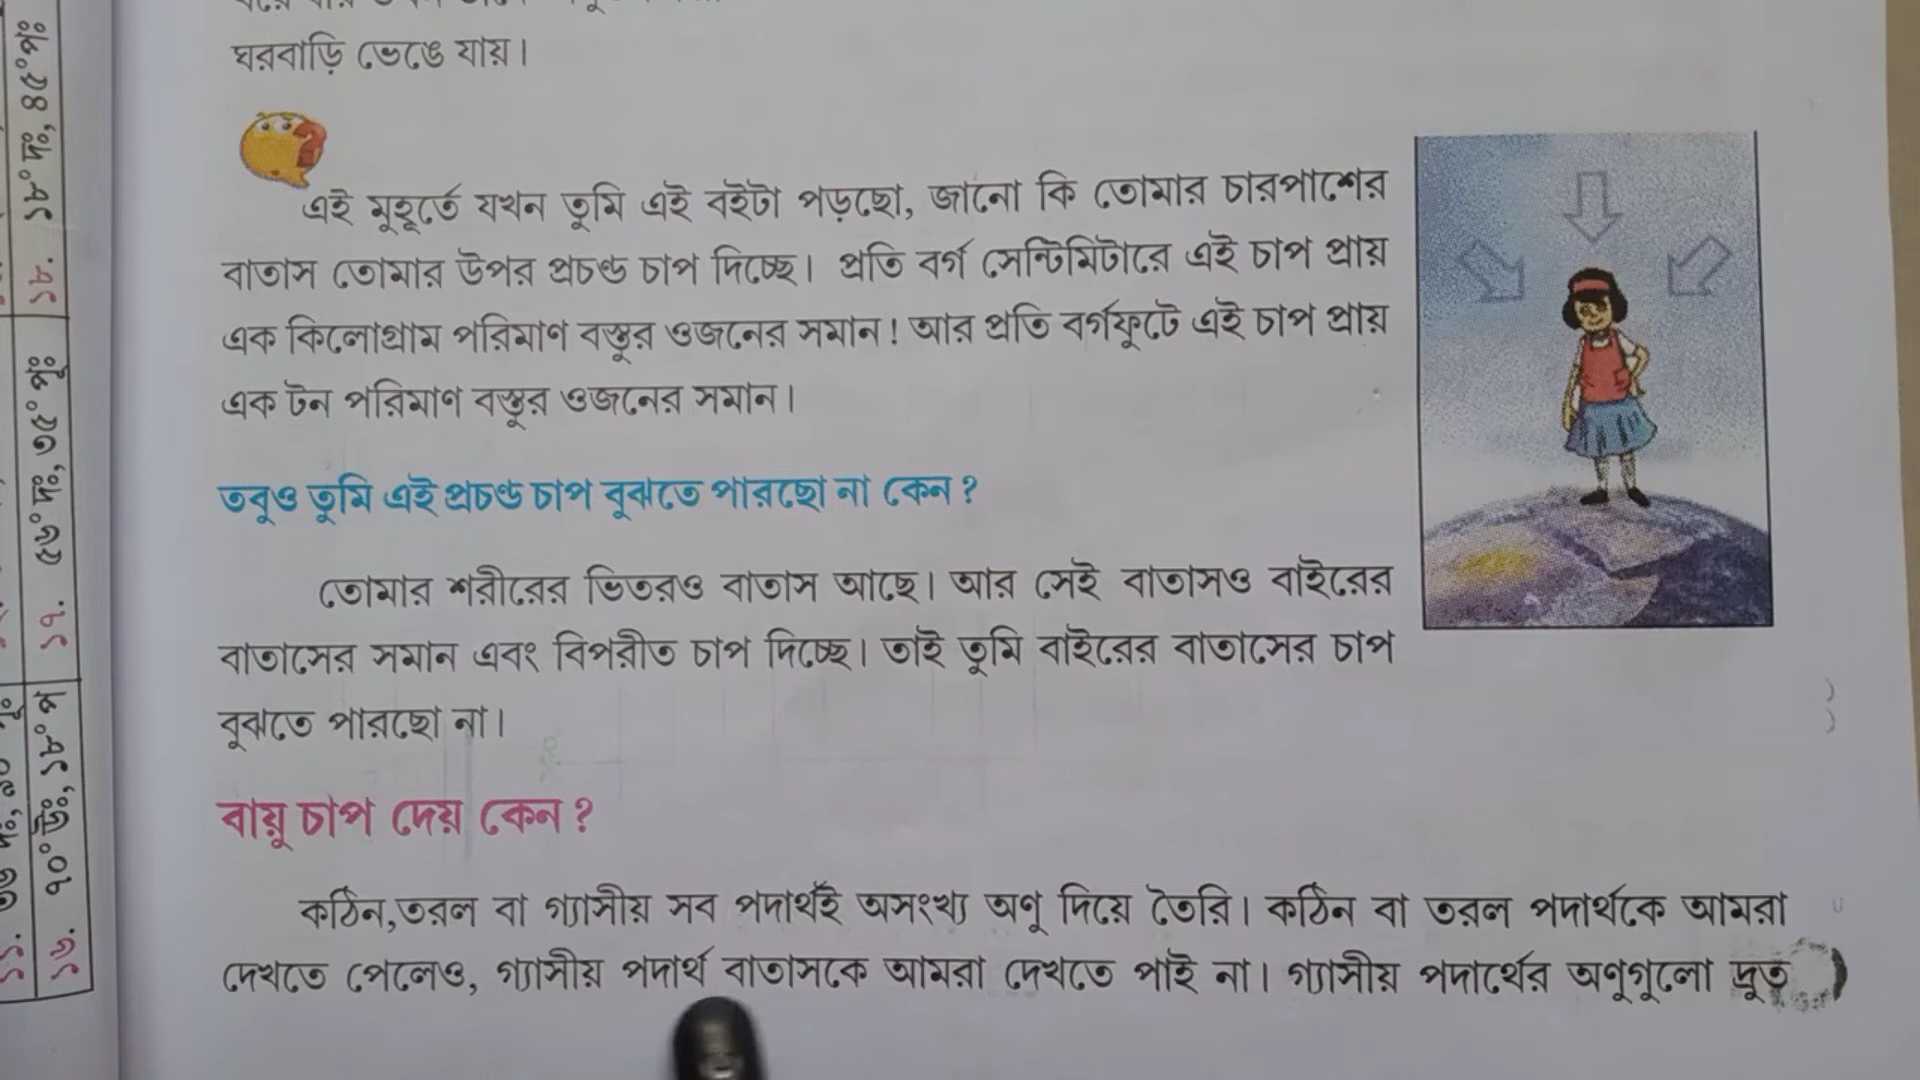 ঘরবাড়ি ভেঙে যায়।
এই মুহূর্তে যখন তুমি এই বইটা পড়ছো, জানো কি তোমার চারপাশের
বাতাস তোমার উপর প্রচণ্ড চাপ দিচ্ছে। প্রতি বর্গ সেন্টিমিটারে এই চাপ প্রায়
এক কিলোগ্রাম পরিমাণ বস্তুর ওজনের সমান! আর প্রতি বর্গফুটে এই চাপ প্রায়
এক টন পরিমাণ বস্তুর ওজনের সমান।
তবুও তুমি এই প্রচণ্ড চাপ বুঝতে পারছো না কেন?
তোমার শরীরের ভিতরও বাতাস আছে। আর সেই বাতাসও বাইরের
বাতাসের সমান এবং বিপরীত চাপ দিচ্ছে। তাই তুমি বাইরের বাতাসের চাপ
বুঝতে পারছো না।
বায়ু চাপ দেয় কেন?
কঠিন,তরল বা গ্যাসীয় সব পদার্থই অসংখ্য অণু দিয়ে তৈরি। কঠিন বা তরল পদার্থকে আমরা
দেখতে পেলেও, গ্যাসীয় পদার্থ বাতাসকে আমরা দেখতে পাই না। গ্যাসীয় পদার্থের অণুগুলো দ্রুত